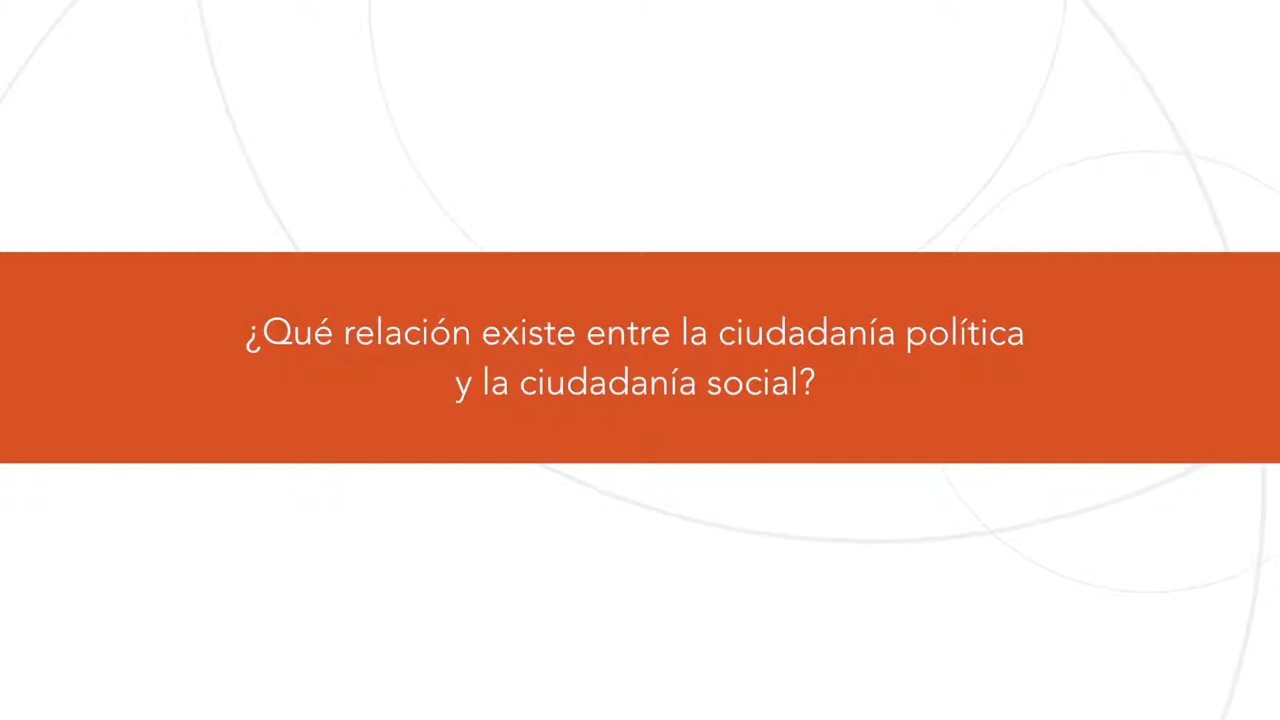 ¿Qué relación existe entre la ciudadanía política
y la ciudadanía social?